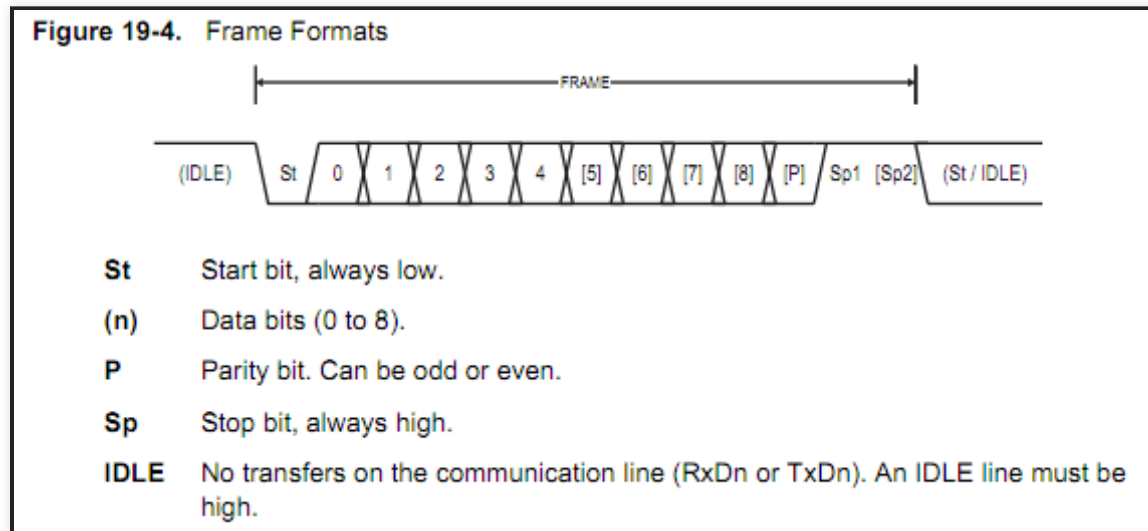 Figure 19-4. Frame Formats
FRAME
(IDLE) St 0 1 2 3 4 [5] [6] [7] [8] [P] Sp1 [Sp2] (St / IDLE)
St Start bit, always low.
(n) Data bits (0 to 8).
P Parity bit. Can be odd or even.
Sp Stop bit, always high.
IDLE No transfers on the communication line (RxDn or TxDn). An IDLE line must be
high.